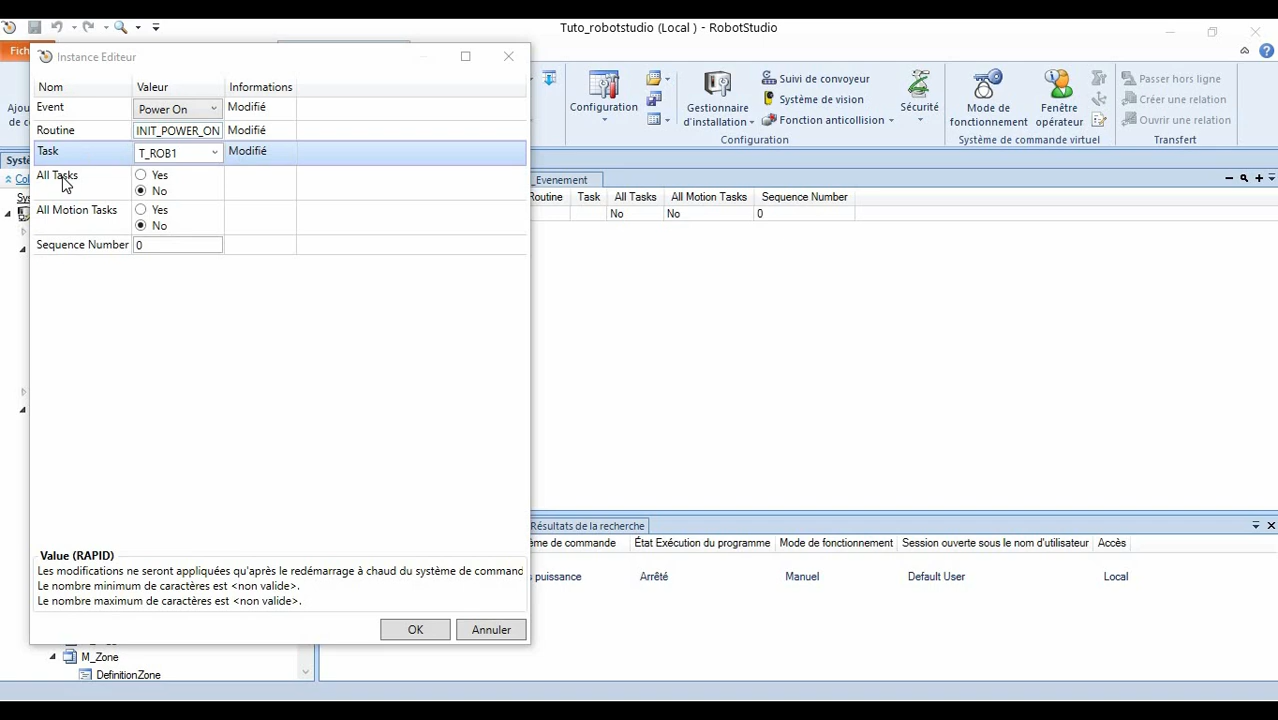 Tuto_robotstudio (Local ) - RobotStudio
Fich
Instance Editeur
Nom Valeur Informations
Event Power On Modifié
Routine INIT_POWER_ON Modifié
Task T_ROB1 Modifié
All Tasks Yes
No
All Motion Tasks Yes
No
Sequence Number 0
Value (RAPID)
Les modifications ne seront appliquées qu'après le redémarrage à chaud du système de command
Le nombre minimum de caractères est <non valide>.
Le nombre maximum de caractères est <non valide>.
OK Annuler
Ajou
de c
Configuration
Gestionnaire
d'installation
Suivi de convoyeur
Système de vision
Fonction anticollision
Sécurité
Mode de
fonctionnement
Fenêtre
opérateur
Passer hors ligne
Créer une relation
Ouvrir une relation
Configuration Système de commande virtuel Transfert
Systè
Col
Sys
_Evenement
Routine Task All Tasks All Motion Tasks Sequence Number
No No 0
Résultats de la recherche
me de commande État Exécution du programme Mode de fonctionnement Session ouverte sous le nom d'utilisateur Accès
s puissance Arrêté Manuel Default User Local
M_Zone
DefinitionZone